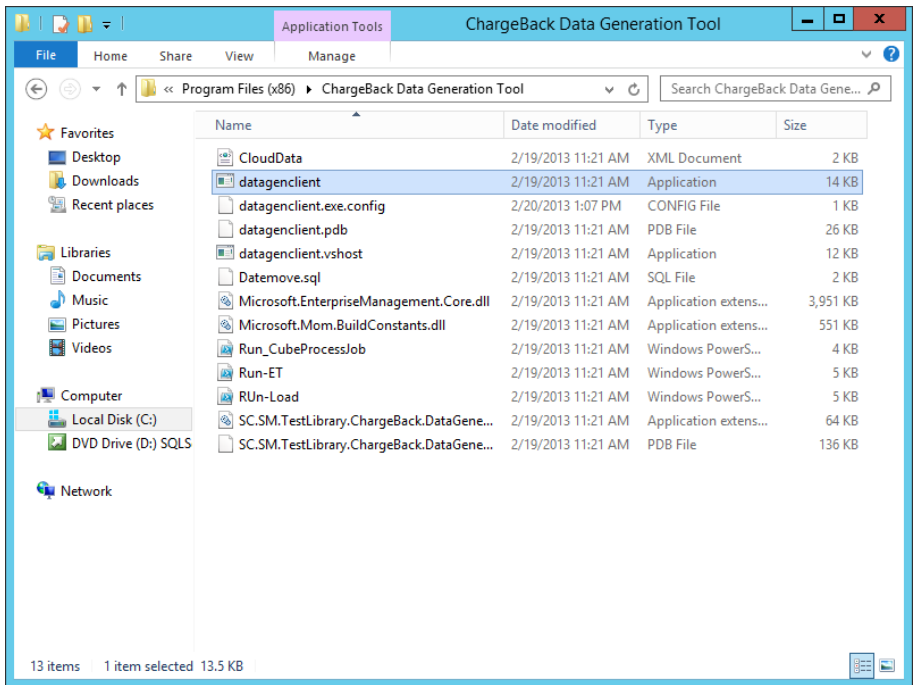 Application Tools ChargeBack Data Generation Tool
File Home Share View Manage
« Program Files (x86) ChargeBack Data Generation Tool Search ChargeBack Data Gene...
Name Date modified Type Size
Favorites
Desktop
Downloads
Recent places
Libraries
Documents
Music
Pictures
Videos
Computer
Local Disk (C:)
DVD Drive (D:) SQLS
Network
CloudData 2/19/2013 11:21 AM XML Document 2 KB
datagenclient 2/19/2013 11:21 AM Application 14 KB
datagenclient.exe.config 2/20/2013 1:07 PM CONFIG File 1 KB
datagenclient.pdb 2/19/2013 11:21 AM PDB File 26 KB
datagenclient.vshost 2/19/2013 11:21 AM Application 12 KB
Datemove.sql 2/19/2013 11:21 AM SQL File 2 KB
Microsoft.EnterpriseManagement.Core.dll 2/19/2013 11:21 AM Application extens... 3,951 KB
Microsoft.Mom.BuildConstants.dll 2/19/2013 11:21 AM Application extens... 551 KB
Run_CubeProcessJob 2/19/2013 11:21 AM Windows PowerS... 4 KB
Run-ET 2/19/2013 11:21 AM Windows PowerS... 5 KB
RUn-Load 2/19/2013 11:21 AM Windows PowerS... 5 KB
SC.SM.TestLibrary.ChargeBack.DataGene... 2/19/2013 11:21 AM Application extens... 64 KB
SC.SM.TestLibrary.ChargeBack.DataGene... 2/19/2013 11:21 AM PDB File 136 KB
13 items 1 item selected 13.5 KB